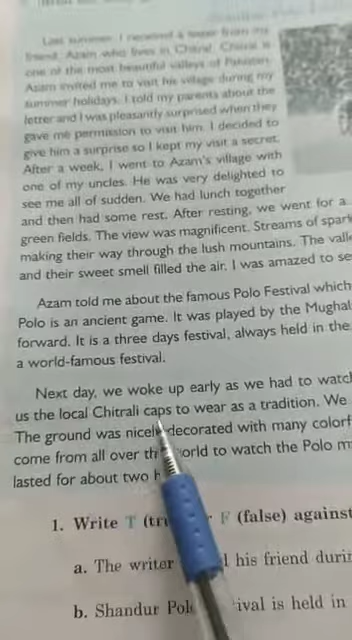 Last summer, I received a letter from my
friend, Azam who lives in Chitral. Chitral is
one of the most beautiful valleys of Pakistan.
Azam invited me to visit his village during my
summer holidays. I told my parents about the
letter and I was pleasantly surprised when they
gave me permission to visit him. I decided to
give him a surprise so I kept my visit a secret.
After a week, I went to Azam's village with
one of my uncles. He was very delighted to
see me all of sudden. We had lunch together
and then had some rest. After resting, we went for a
green fields. The view was magnificent. Streams of
making their way through the lush mountains. The
and their sweet smell filled the air. I was amazed to
Azam told me about the famous Polo Festival which
Polo is an ancient game. It was played by the Mughal
forward. It is a three days festival, always held in the
a world-famous festival.
Next day, we woke up early as we had to watch
us the local Chitrali caps to wear as a tradition. We
The ground was nicely decorated with many
come from all over the world to watch the Polo
lasted for about two
1. Write T F (false) against
a. The writer his friend
b. Shandur is held in